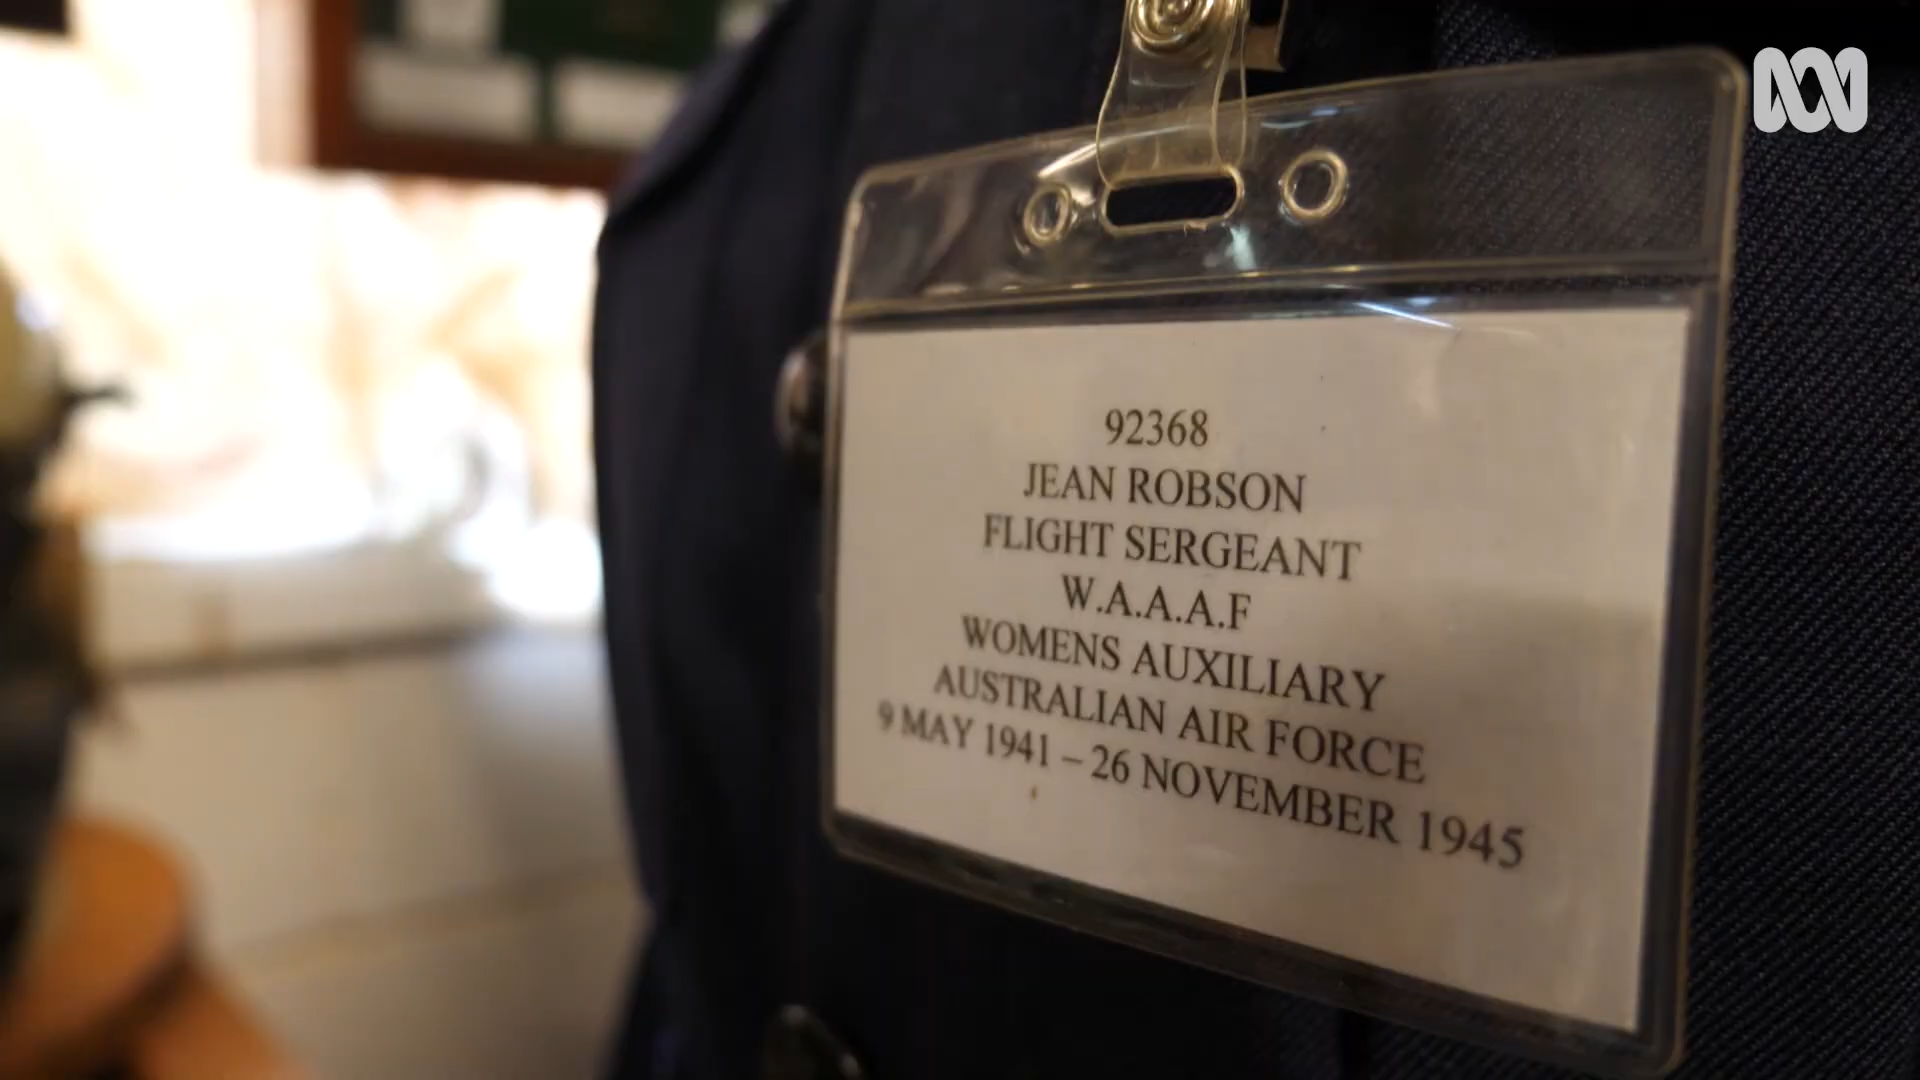 92368
JEAN ROBSON
FLIGHT SERGEANT
W.A.A.A.F
WOMENS AUXILIARY
AUSTRALIAN AIR FORCE
9 MAY 1941 – 26 NOVEMBER 1945